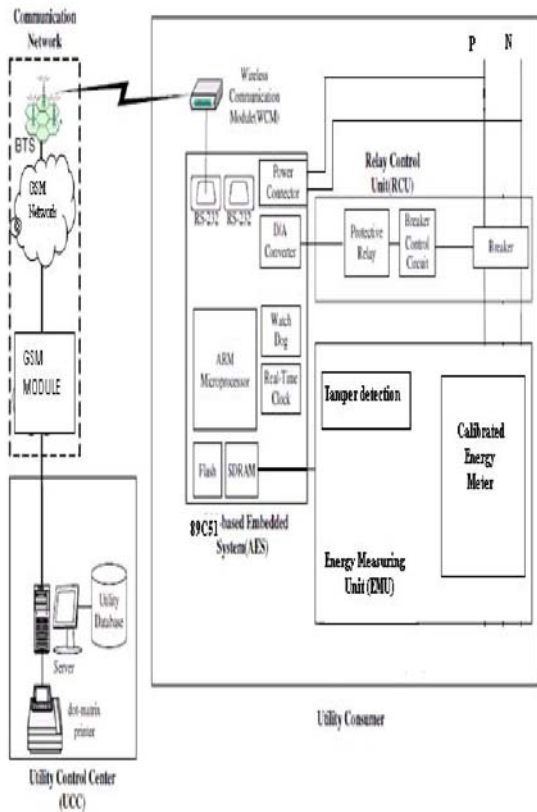 Communication
Network
BTS
GSM
Network
GSM
MODULE
Utility
Database
Server
dot-matrix
printer
Utility Control Center
(UCC)
Wireless
Communication
Module(WCM)
RS-232
RS-232
Power
Connector
D/A
Converter
ARM
Microprocessor
Watch
Dog
Real-Time
Clock
Flash
SDRAM
89C51-based Embedded
System(AES)
P
N
Relay Control
Unit(RCU)
Protective
Relay
Breaker
Control
Circuit
Breaker
Tamper detection
Calibrated
Energy
Meter
Energy Measuring
Unit (EMU)
Utility Consumer